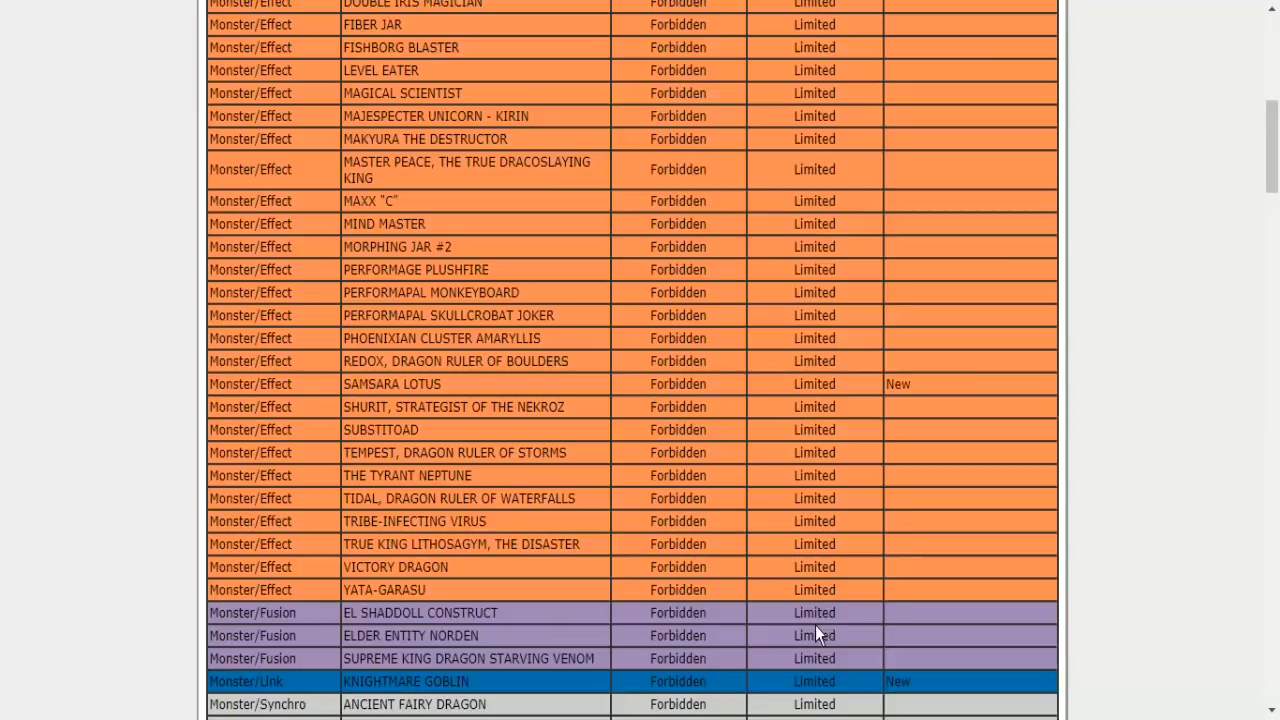 Monster/Effect DOUBLE IRIS MAGICIAN Forbidden Limited
Monster/Effect FIBER JAR Forbidden Limited
Monster/Effect FISHBORG BLASTER Forbidden Limited
Monster/Effect LEVEL EATER Forbidden Limited
Monster/Effect MAGICAL SCIENTIST Forbidden Limited
Monster/Effect MAJESPECTER UNICORN - KIRIN Forbidden Limited
Monster/Effect MAKYURA THE DESTRUCTOR Forbidden Limited
Monster/Effect MASTER PEACE, THE TRUE DRACOSLAYING Forbidden Limited
KING
Monster/Effect MAXX "C" Forbidden Limited
Monster/Effect MIND MASTER Forbidden Limited
Monster/Effect MORPHING JAR #2 Forbidden Limited
Monster/Effect PERFORMAGE PLUSHFIRE Forbidden Limited
Monster/Effect PERFORMAPAL MONKEYBOARD Forbidden Limited
Monster/Effect PERFORMAPAL SKULLCROBAT JOKER Forbidden Limited
Monster/Effect PHOENIXIAN CLUSTER AMARYLLIS Forbidden Limited
Monster/Effect REDOX, DRAGON RULER OF BOULDERS Forbidden Limited
Monster/Effect SAMSARA LOTUS Forbidden Limited New
Monster/Effect SHURIT, STRATEGIST OF THE NEKROZ Forbidden Limited
Monster/Effect SUBSTITOAD Forbidden Limited
Monster/Effect TEMPEST, DRAGON RULER OF STORMS Forbidden Limited
Monster/Effect THE TYRANT NEPTUNE Forbidden Limited
Monster/Effect TIDAL, DRAGON RULER OF WATERFALLS Forbidden Limited
Monster/Effect TRIBE-INFECTING VIRUS Forbidden Limited
Monster/Effect TRUE KING LITHOSAGYM, THE DISASTER Forbidden Limited
Monster/Effect VICTORY DRAGON Forbidden Limited
Monster/Effect YATA-GARASU Forbidden Limited
Monster/Fusion EL SHADDOLL CONSTRUCT Forbidden Limited
Monster/Fusion ELDER ENTITY NORDEN Forbidden Limited
Monster/Fusion SUPREME KING DRAGON STARVING VENOM Forbidden Limited
Monster/Link KNIGHTMARE GOBLIN Forbidden Limited New
Monster/Synchro ANCIENT FAIRY DRAGON Forbidden Limited